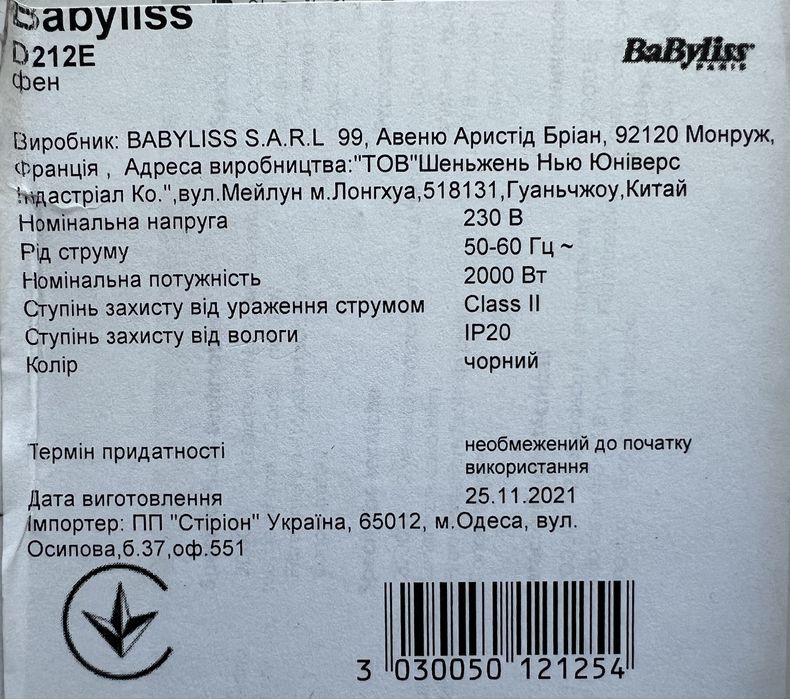 Babyliss
D212E
BaByliss
PARIS
фен
Виробник: BABYLISS S.A.R.L 99, Авеню Аристід Бріан, 92120 Монруж,
Франція , Адреса виробництва:"ТОВ"Шеньжень Нью Юніверс
Індастріал Ко.",вул.Мейлун м.Лонгхуа,518131,Гуаньчжоу,Китай
Номінальна напруга 230 В
Рід струму 50-60 Гц ~
Номінальна потужність 2000 Вт
Ступінь захисту від ураження струмом Class II
Ступінь захисту від вологи IP20
Колір чорний
Термін придатності необмежений до початку
використання
Дата виготовлення 25.11.2021
Імпортер: ПП "Стіріон" Україна, 65012, м.Одеса, вул.
Осипова,б.37,оф.551
3 030050 121254